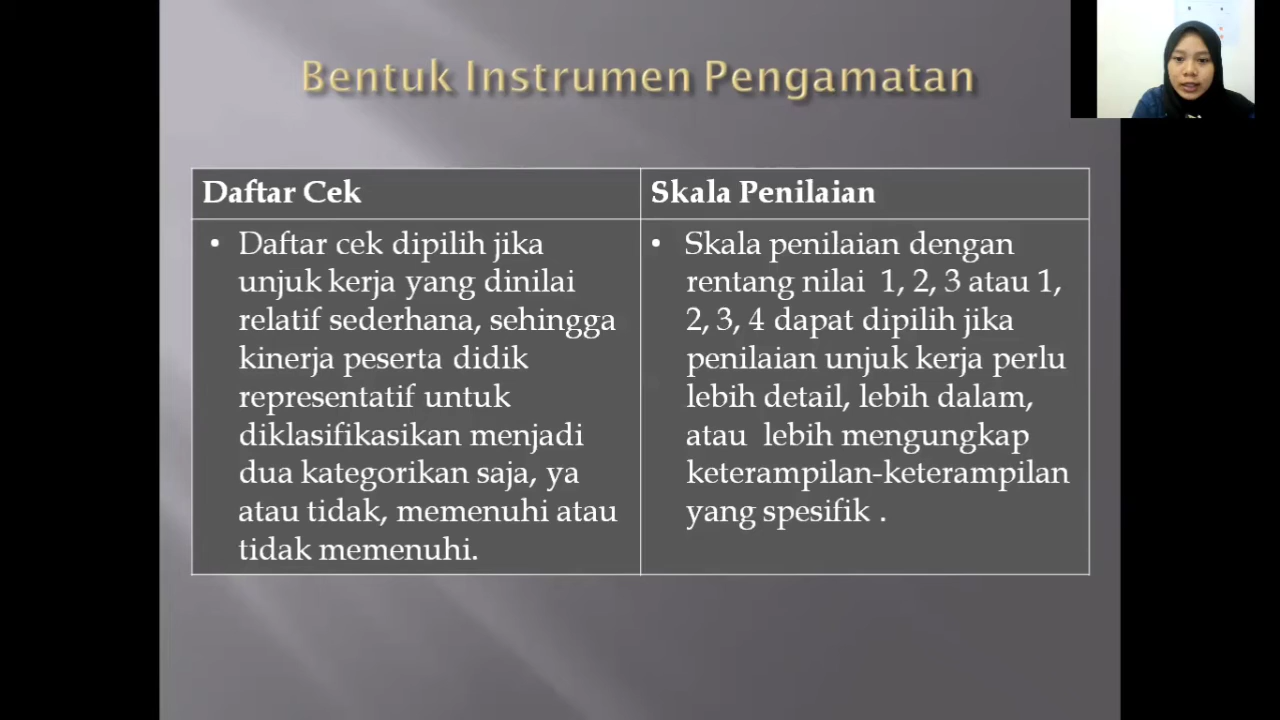 Bentuk Instrumen Pengamatan
Daftar Cek
• Daftar cek dipilih jika
unjuk kerja yang dinilai
relatif sederhana, sehingga
kinerja peserta didik
representatif untuk
diklasifikasikan menjadi
dua kategorikan saja, ya
atau tidak, memenuhi atau
tidak memenuhi.
Skala Penilaian
• Skala penilaian dengan
rentang nilai 1, 2, 3 atau 1,
2, 3, 4 dapat dipilih jika
penilaian unjuk kerja perlu
lebih detail, lebih dalam,
atau lebih mengungkap
keterampilan-keterampilan
yang spesifik .